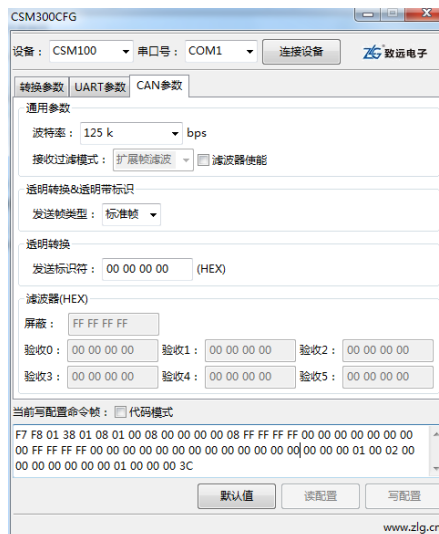 CSM300CFG
设备： CSM100 串口号： COM1 连接设备 ZLG 致远电子
转换参数 UART参数 CAN参数
通用参数
波特率： 125 k bps
接收过滤模式： 扩展帧滤波 滤波器使能
透明转换&透明带标识
发送帧类型： 标准帧
透明转换
发送标识符： 00 00 00 00 (HEX)
滤波器(HEX)
屏蔽： FF FF FF FF
验收0： 00 00 00 00 验收1： 00 00 00 00 验收2： 00 00 00 00
验收3： 00 00 00 00 验收4： 00 00 00 00 验收5： 00 00 00 00
当前写配置命令帧： 代码模式
F7 F8 01 38 01 08 01 00 08 00 00 00 00 08 FF FF FF FF 00 00 00 00 00 00 00
00 FF FF FF FF 00 00 00 00 00 00 00 00 00 00 00 00 00 00 00 00 01 00 02 00
00 00 00 00 00 00 01 00 00 00 3C
默认值 读配置 写配置
www.zlg.cn